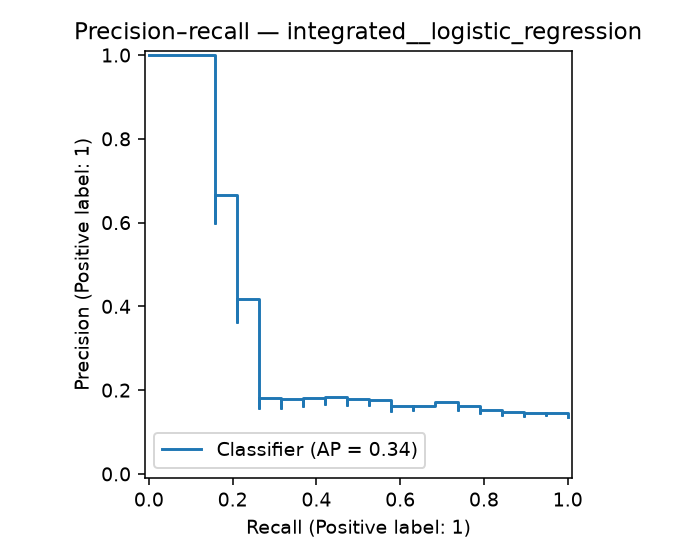 Precision–recall — integrated__logistic_regression
Precision (Positive label: 1)
1.0
0.8
0.6
0.4
0.2
0.0
Classifier (AP = 0.34)
0.0 0.2 0.4 0.6 0.8 1.0
Recall (Positive label: 1)